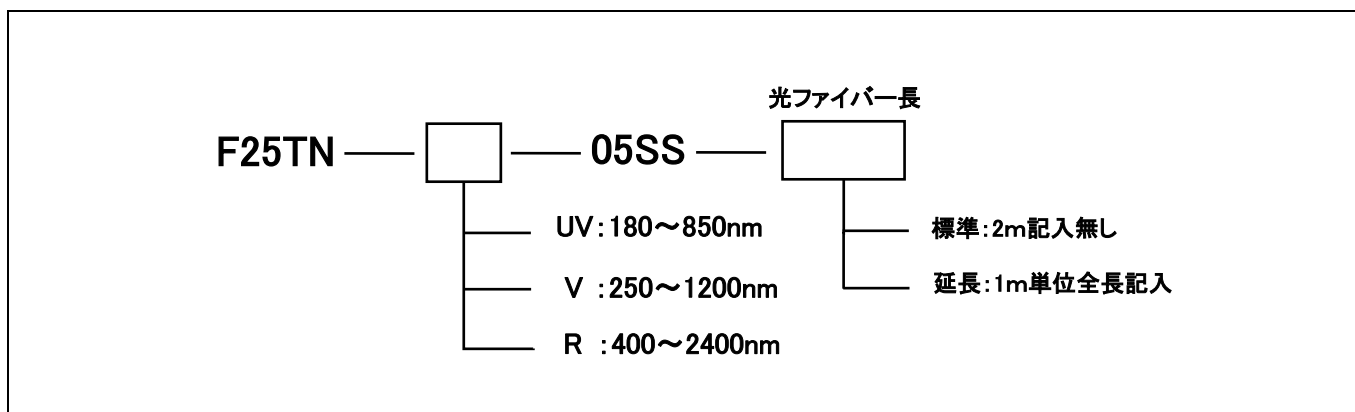 光ファイバー長
F25TN 05SS
UV:180～850nm
V :250～1200nm
R :400～2400nm
標準:2m記入無し
延長:1m単位全長記入